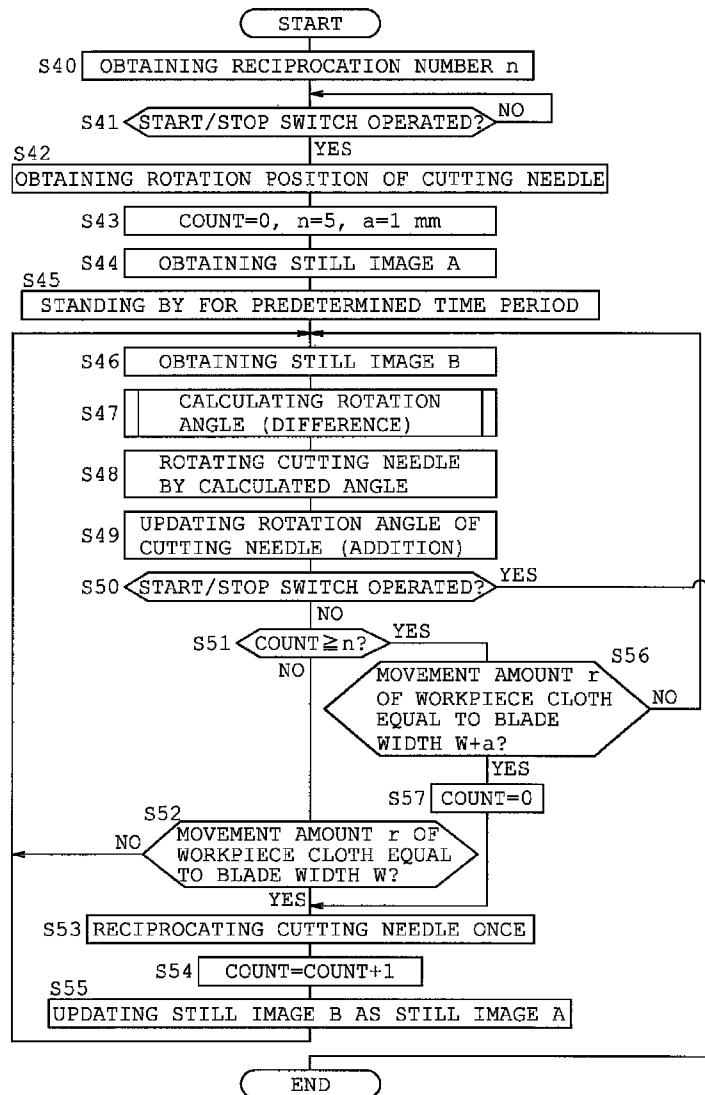 START
S40 OBTAINING RECIPROCATION NUMBER n
NO
S41 START/STOP SWITCH OPERATED?
YES
S42
OBTAINING ROTATION POSITION OF CUTTING NEEDLE
S43 COUNT=0, n=5, a=1 mm
S44 OBTAINING STILL IMAGE A
S45
STANDING BY FOR PREDETERMINED TIME PERIOD
S46 OBTAINING STILL IMAGE B
S47 CALCULATING ROTATION
ANGLE (DIFFERENCE)
S48 ROTATING CUTTING NEEDLE
BY CALCULATED ANGLE
S49 UPDATING ROTATION ANGLE OF
CUTTING NEEDLE (ADDITION)
S50 START/STOP SWITCH OPERATED? YES
NO
S51 COUNT≧n? YES
NO
S56
MOVEMENT AMOUNT r
OF WORKPIECE CLOTH
EQUAL TO BLADE
WIDTH W+a?
NO
YES
S57 COUNT=0
S52
NO
MOVEMENT AMOUNT r OF
WORKPIECE CLOTH EQUAL
TO BLADE WIDTH W?
YES
S53 RECIPROCATING CUTTING NEEDLE ONCE
S54 COUNT=COUNT+1
S55
UPDATING STILL IMAGE B AS STILL IMAGE A
END